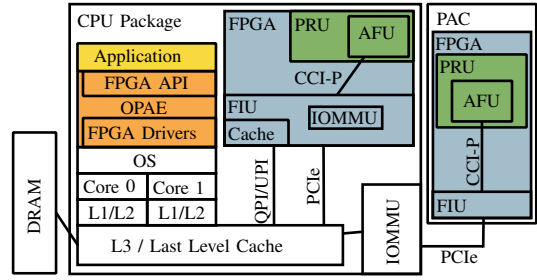 CPU Package
Application
FPGA API
OPAE
FPGA Drivers
OS
Core 0
Core 1
L1/L2
L1/L2
FPGA
PRU
AFU
CCI-P
FIU
IOMMU
Cache
QPI/UPI
PCIe
DRAM
L3 / Last Level Cache
IOMMU
PAC
FPGA
PRU
AFU
CCI-P
FIU
PCIe